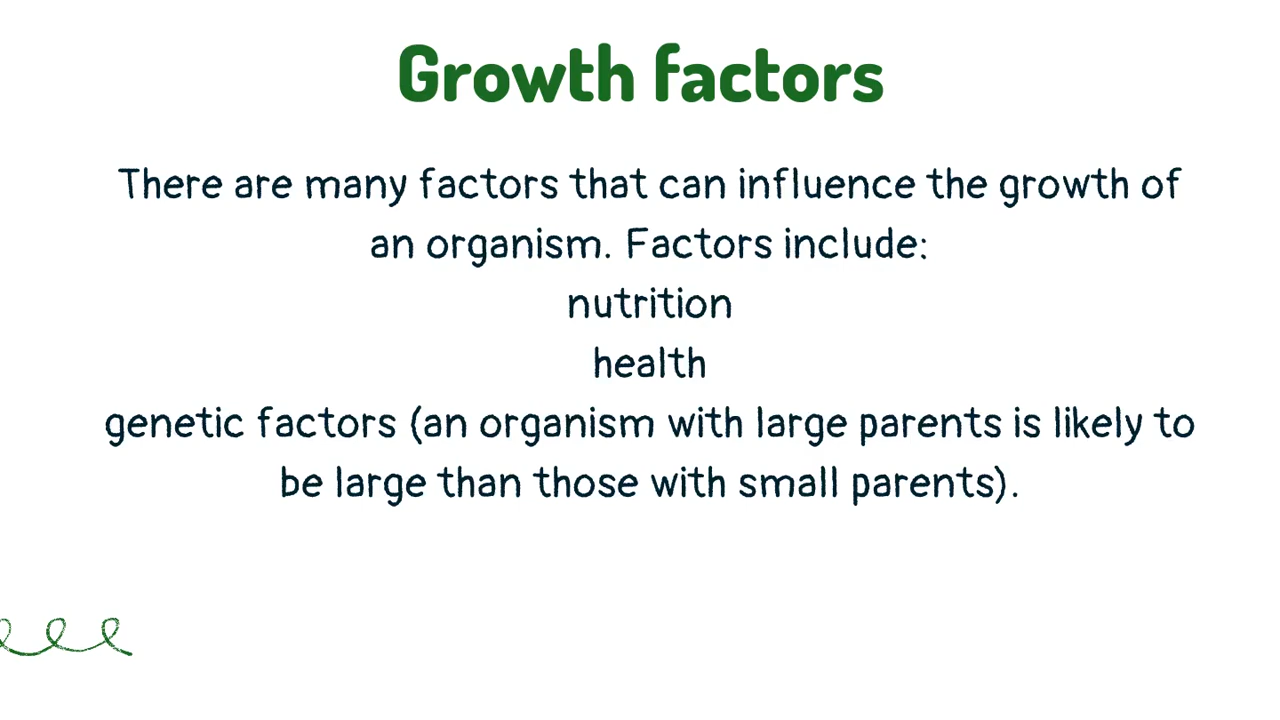 Growth factors
There are many factors that can influence the growth of
an organism. Factors include:
nutrition
health
genetic factors (an organism with large parents is likely to
be large than those with small parents).